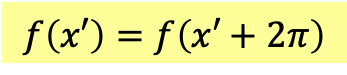 f(x′) = f(x′ + 2π)